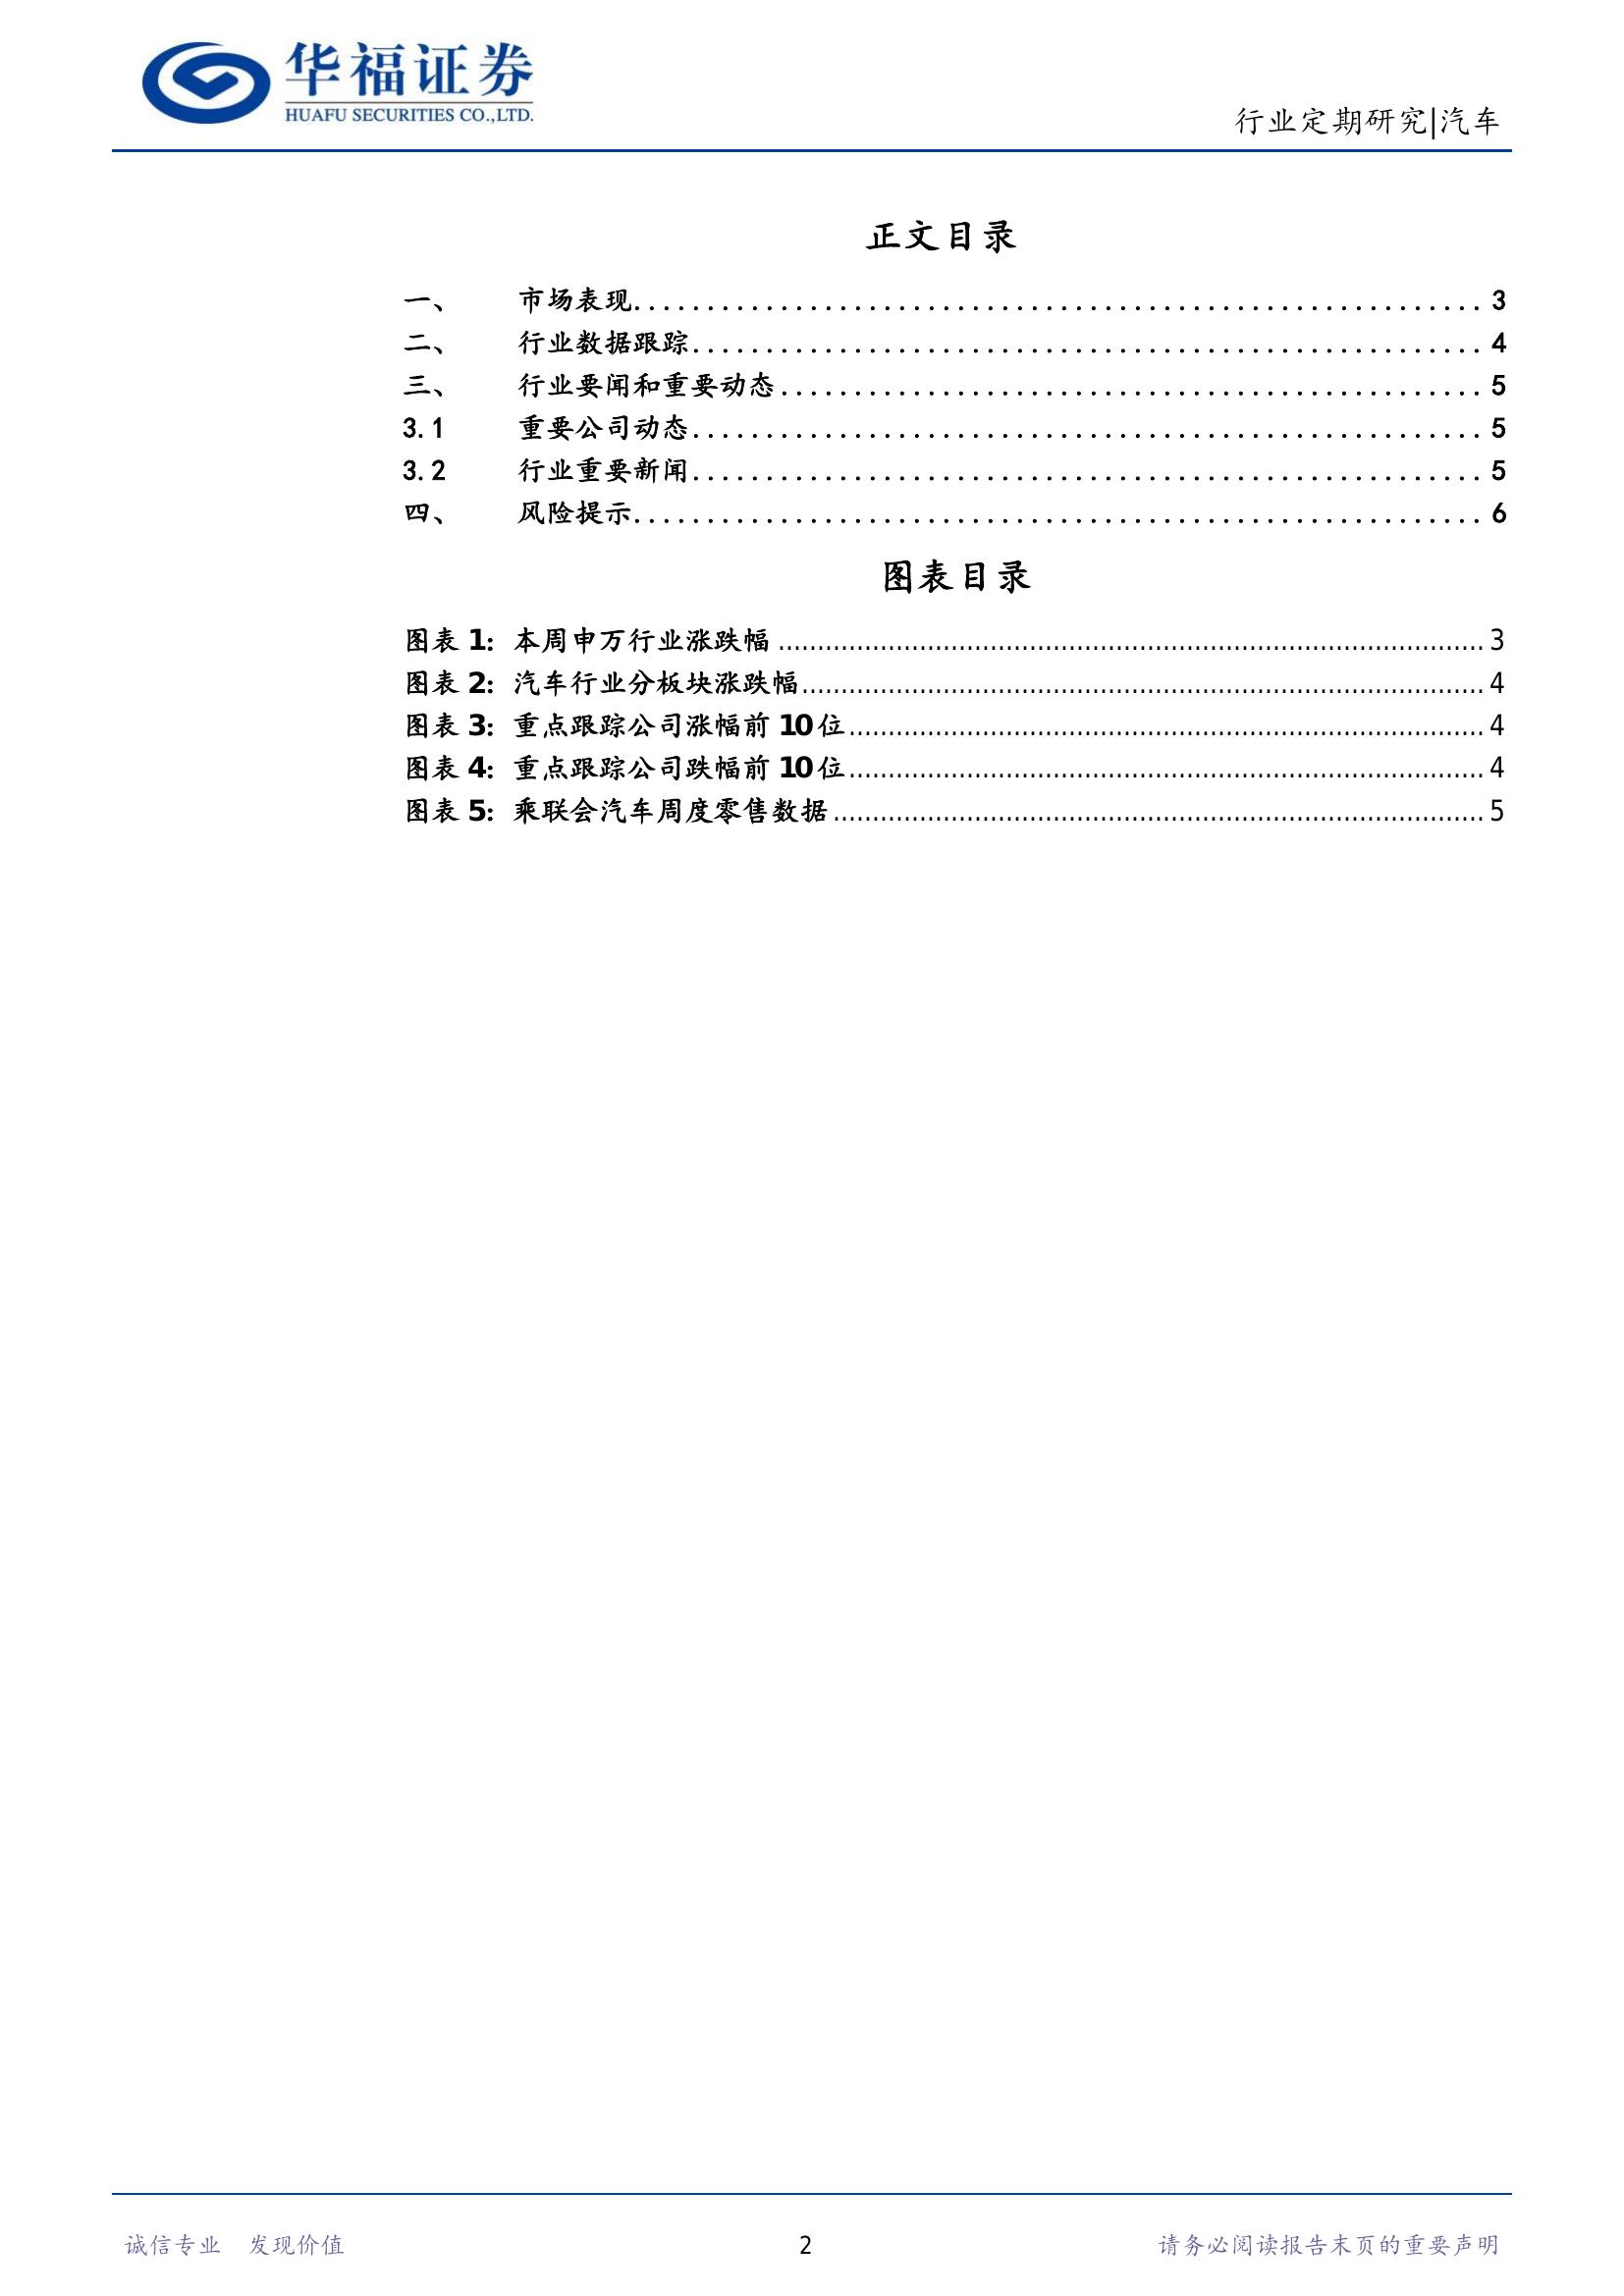 华福证券
HUAFU SECURITIES CO.,LTD.
行业定期研究|汽车
正文目录
一、 市场表现........................................................... 3
二、 行业数据跟踪....................................................... 4
三、 行业要闻和重要动态................................................. 5
3.1 重要公司动态....................................................... 5
3.2 行业重要新闻....................................................... 5
四、 风险提示........................................................... 6
图表目录
图表 1: 本周申万行业涨跌幅 ........................................................... 3
图表 2: 汽车行业分板块涨跌幅........................................................... 4
图表 3: 重点跟踪公司涨幅前 10 位........................................................... 4
图表 4: 重点跟踪公司跌幅前 10 位........................................................... 4
图表 5: 乘联会汽车周度零售数据 ........................................................... 5
诚信专业 发现价值 2 请务必阅读报告末页的重要声明